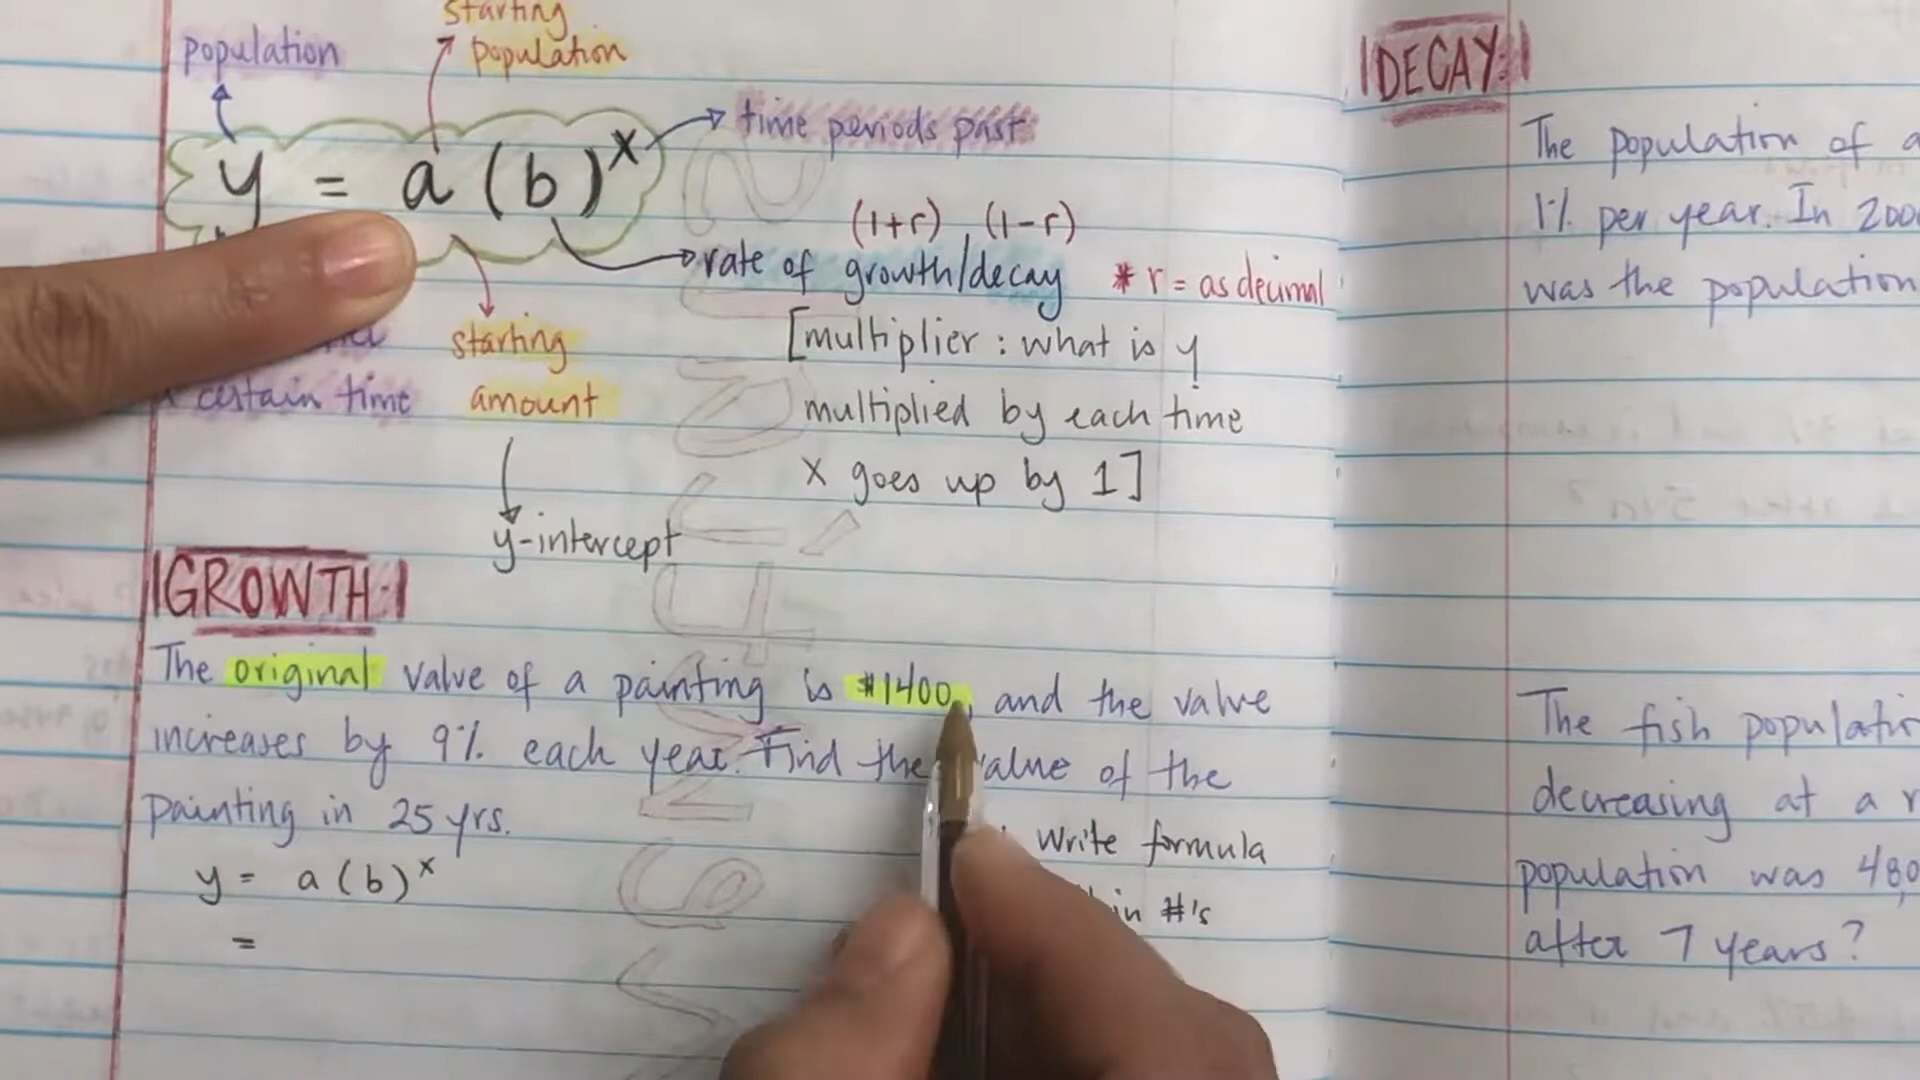 starting
population
population
time periods past
y = a (b)^x
(1+r) , (1-r)
rate of growth/decay * r = as decimal
[multiplier : what is y
starting
multiplied by each time
certain time
amount
x goes up by 1]
y-intercept
GROWTH:
The original value of a painting is $1400, and the value
increases by 9% each year. Find the value of the
painting in 25 yrs.
Write formula
y = a (b)^x
in #'s
=
DECAY:
The population of a
1% per year. In 200
was the population
The fish
decreasing at a
population was 48,0
after 7 years?